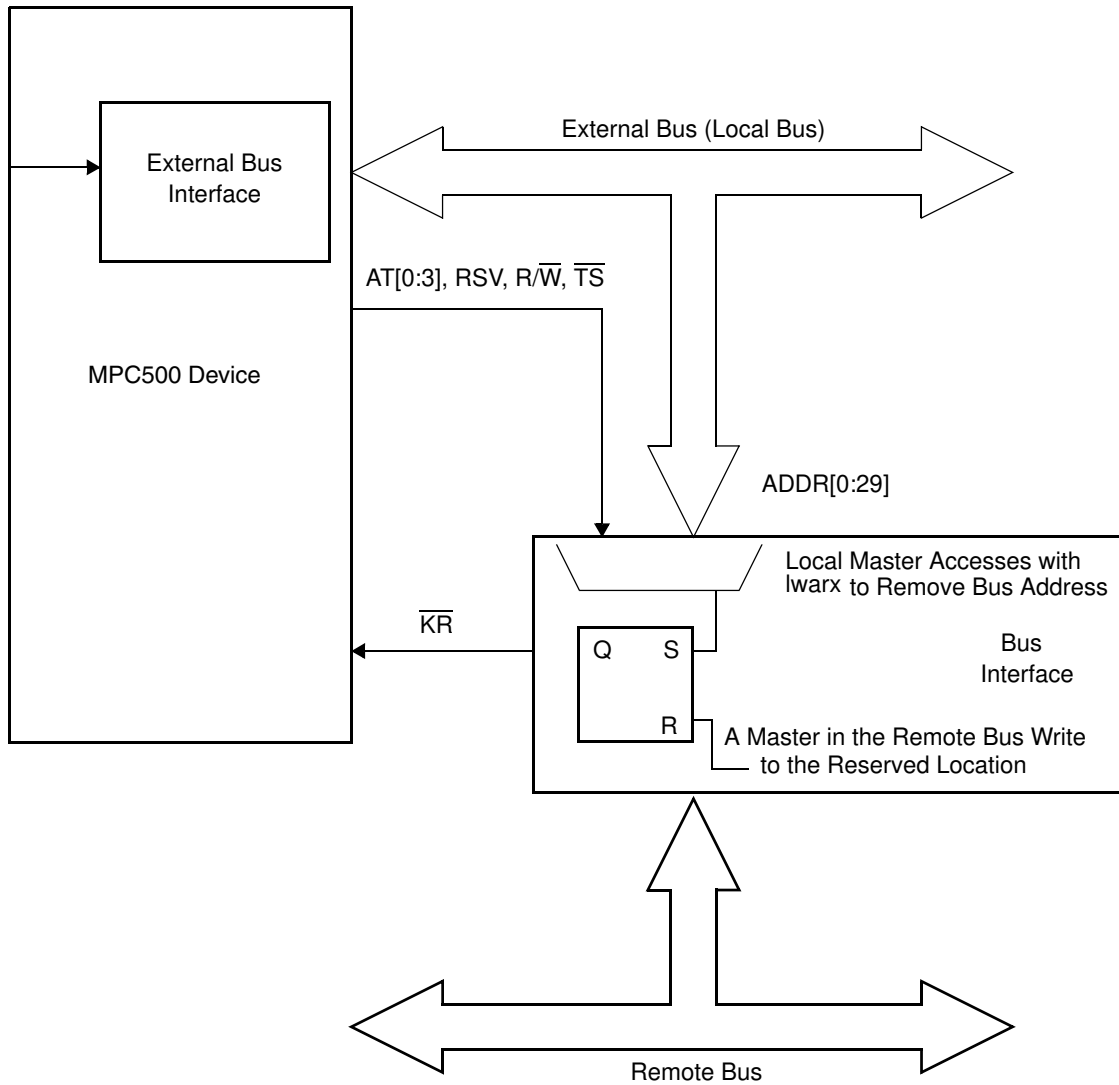 External Bus (Local Bus)
External Bus
Interface
AT[0:3], RSV, R/W̅, T̅S̅
MPC500 Device
ADDR[0:29]
Local Master Accesses with
lwarx to Remove Bus Address
K̅R̅
Q S
Bus
Interface
R
A Master in the Remote Bus Write
to the Reserved Location
Remote Bus